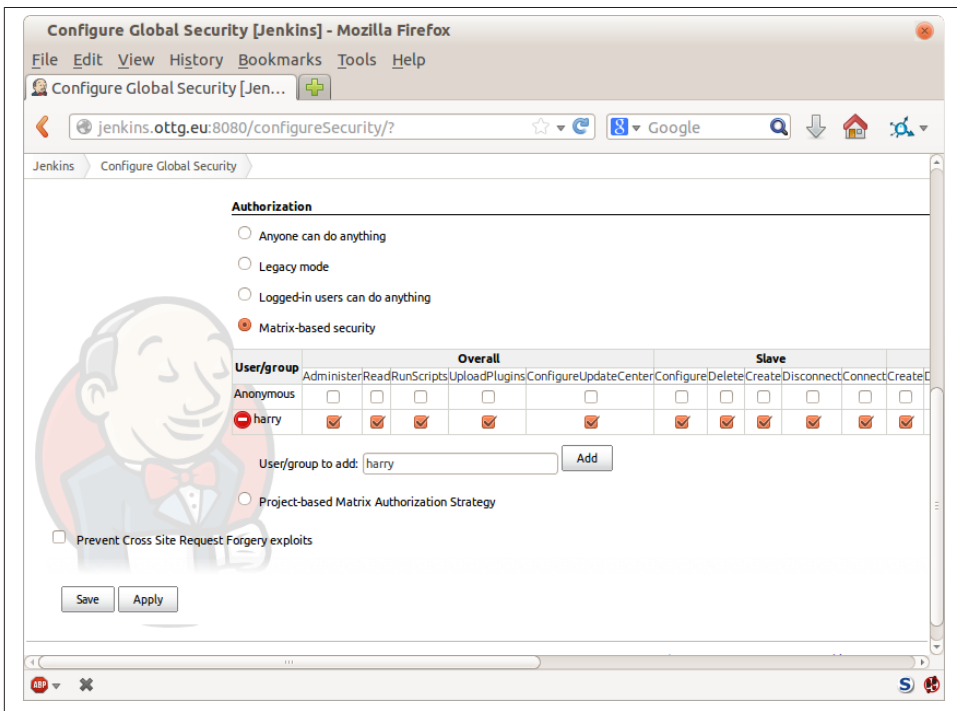 Configure Global Security [Jenkins] - Mozilla Firefox
File Edit View History Bookmarks Tools Help
Configure Global Security [Jen...
jenkins.ottg.eu:8080/configureSecurity/?
8 Google
Jenkins Configure Global Security
Authorization
Anyone can do anything
Legacy mode
Logged-in users can do anything
Matrix-based security
User/group Overall Slave
Administer Read RunScripts UploadPlugins ConfigureUpdateCenter Configure Delete Create Disconnect Connect Create D
Anonymous
harry
User/group to add: harry Add
Project-based Matrix Authorization Strategy
Prevent Cross Site Request Forgery exploits
Save Apply
ABP S